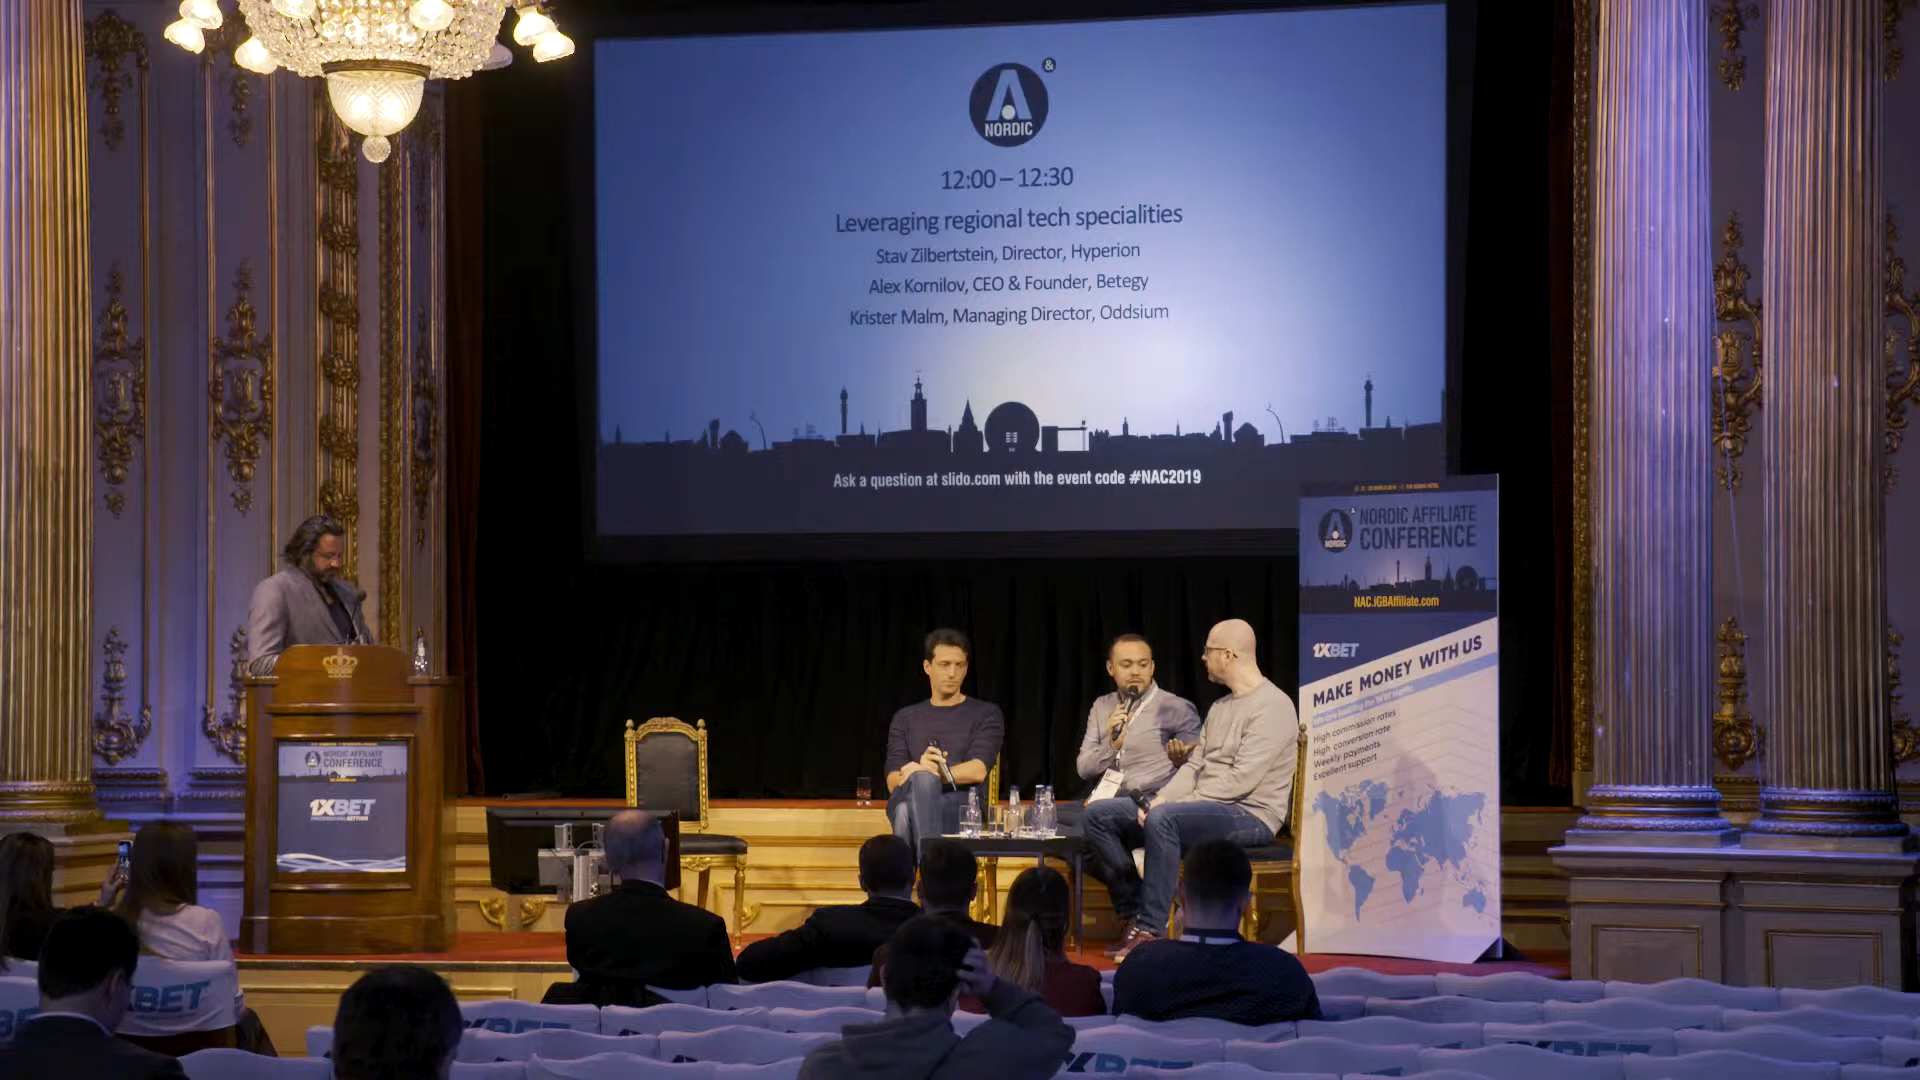 &
NORDIC
12:00 – 12:30
Leveraging regional tech specialities
Stav Zilbertstein, Director, Hyperion
Alex Kornilov, CEO & Founder, Betegy
Krister Malm, Managing Director, Oddsium
Ask a question at slido.com with the event code #NAC2019
NORDIC AFFILIATE
CONFERENCE
NORDIC
NAC.iGBAffiliate.com
1XBET
MAKE MONEY WITH US
High commission rates
High conversion rate
Weekly payments
Excellent support
NORDIC AFFILIATE
CONFERENCE
1XBET
XBET
XBET